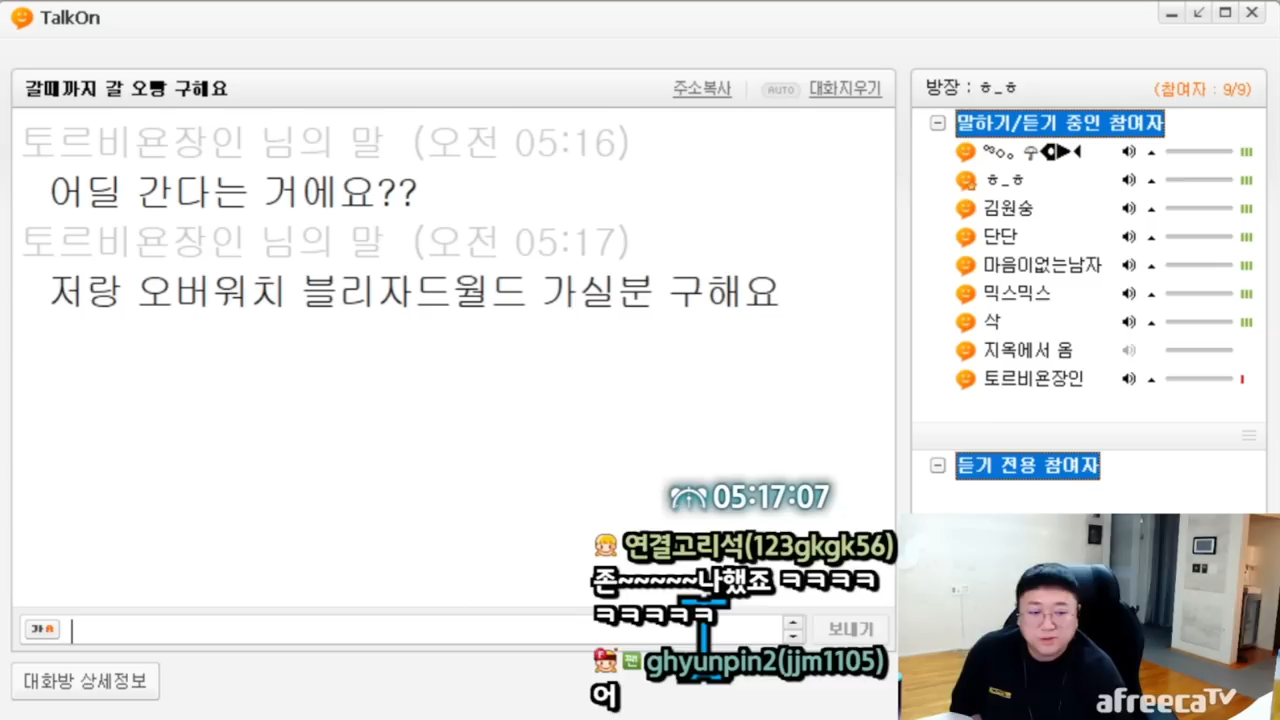 TalkOn
갈때까지 갈 오빵 구해요
주소복사
AUTO
대화지우기
토르비욘장인 님의 말 (오전 05:16)
어딜 간다는 거에요??
토르비욘장인 님의 말 (오전 05:17)
저랑 오버워치 블리자드월드 가실분 구해요
가A
보내기
대화방 상세정보
방장 : ㅎ_ㅎ
(참여자 : 9/9)
말하기/듣기 중인 참여자
ㅎ_ㅎ
김원숭
단단
마음이없는남자
믹스믹스
삭
지옥에서 옴
토르비욘장인
듣기 전용 참여자
05:17:07
연결고리석(123gkgk56)
존~~~~~나했죠 ㅋㅋㅋㅋ
ㅋㅋㅋㅋㅋ
팬 ghyunpin2(jjm1105)
어
afreecaTV